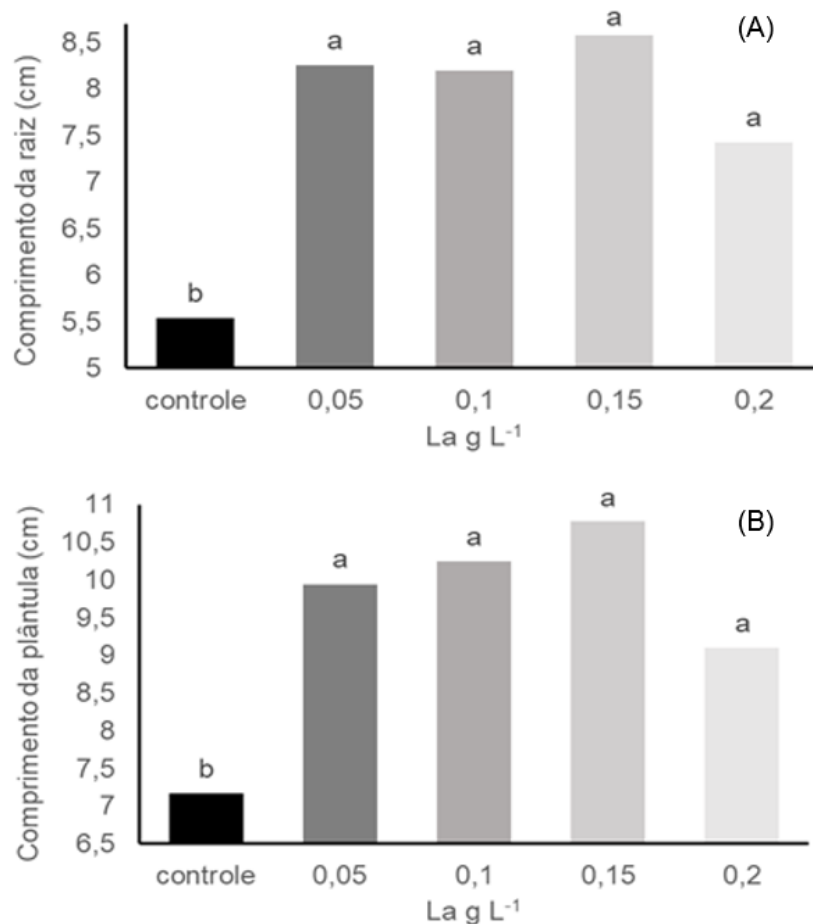 (A)
Comprimento da raiz (cm)
8,5
8
7,5
7
6,5
6
5,5
5
b
a
a
a
a
controle 0,05 0,1 0,15 0,2
La g L⁻¹
(B)
Comprimento da plântula (cm)
11
10,5
10
9,5
9
8,5
8
7,5
7
6,5
b
a
a
a
a
controle 0,05 0,1 0,15 0,2
La g L⁻¹